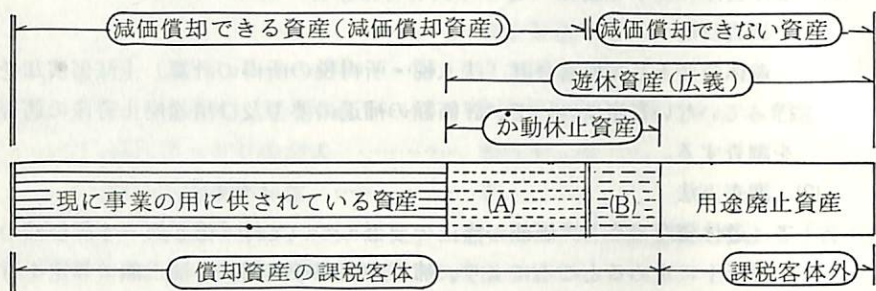 減価償却できる資産(減価償却資産) 減価償却できない資産
遊休資産(広義)
か動休止資産
現に事業の用に供されている資産 (A) (B) 用途廃止資産
償却資産の課税客体 課税客体外